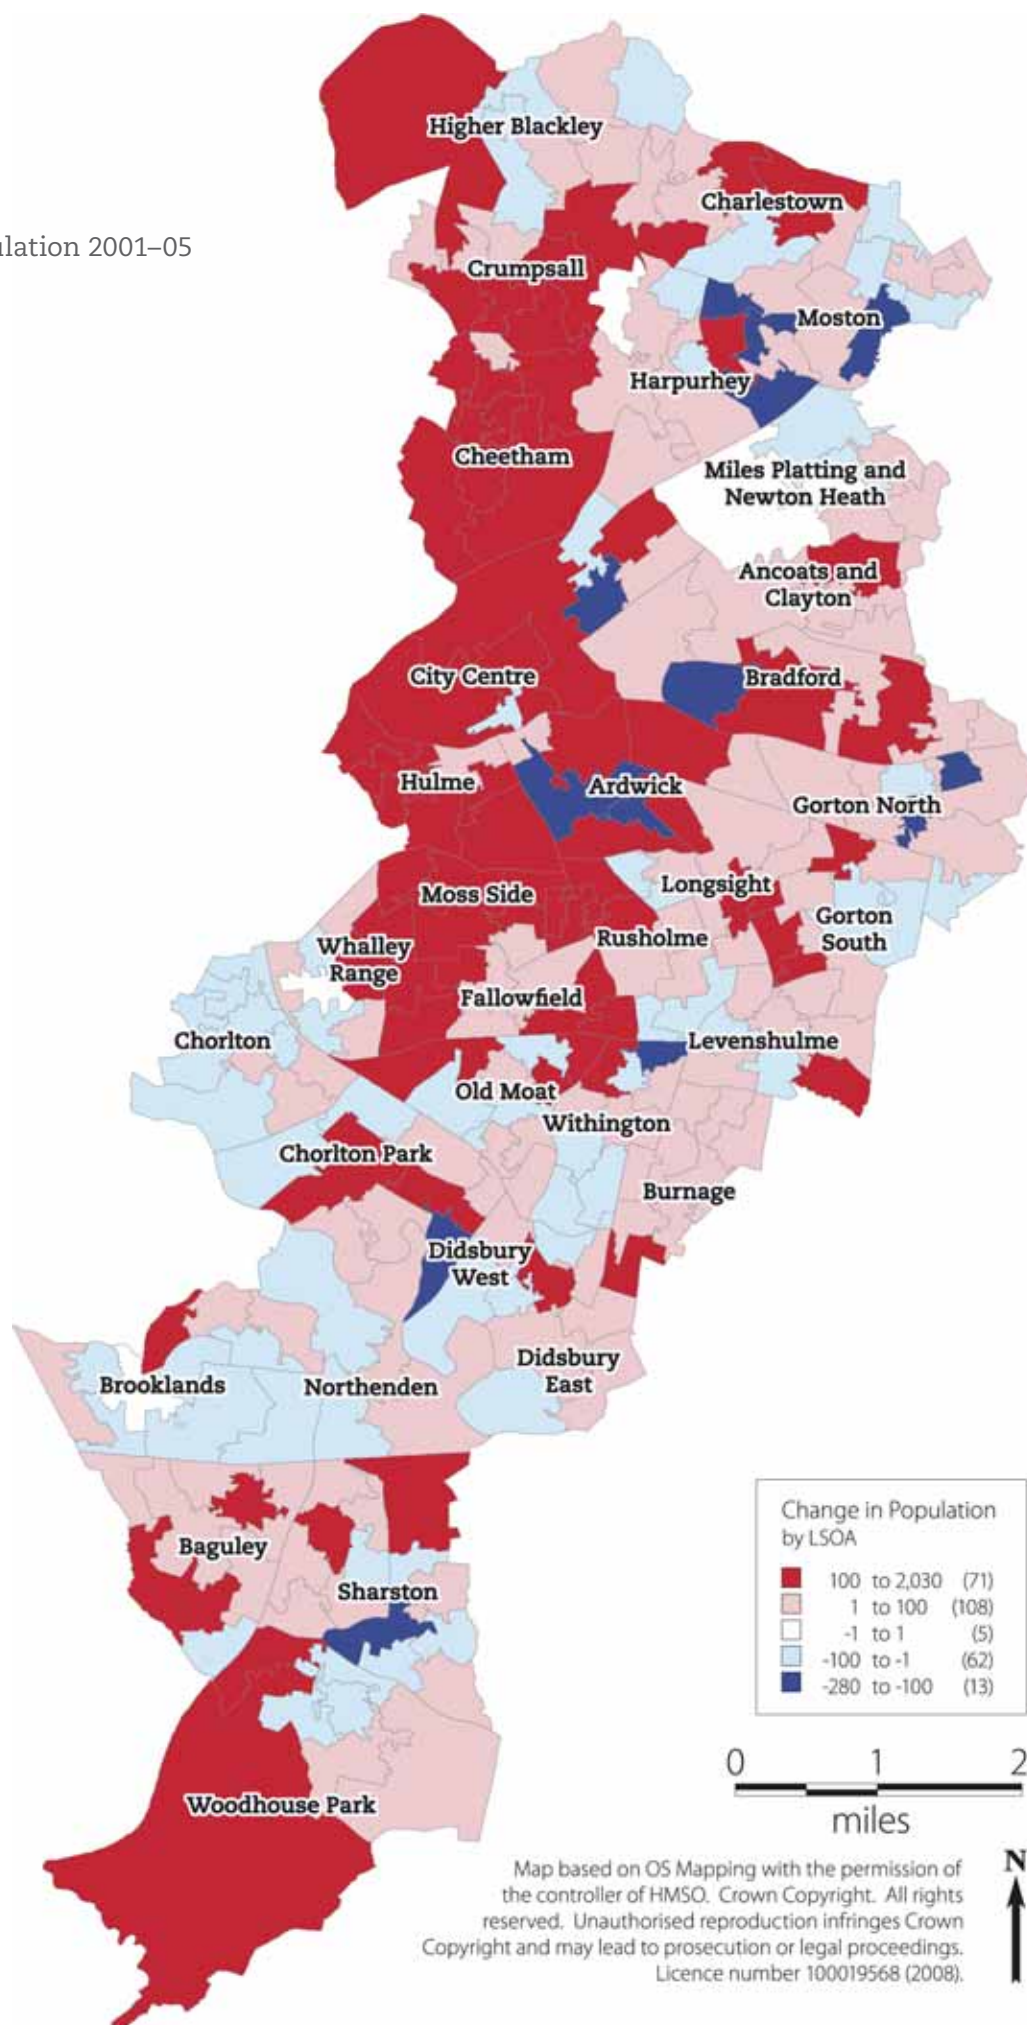 ulation 2001–05
Higher Blackley
Charlestown
Crumpsall
Moston
Harpurhey
Cheetham
Miles Platting and
Newton Heath
Ancoats and
Clayton
City Centre
Bradford
Hulme
Ardwick
Gorton North
Moss Side
Longsight
Gorton
South
Whalley
Range
Rusholme
Fallowfield
Chorlton
Levenshulme
Old Moat
Withington
Chorlton Park
Burnage
Didsbury
West
Didsbury
East
Brooklands
Northenden
Baguley
Sharston
Woodhouse Park
Change in Population
by LSOA
100 to 2,030 (71)
1 to 100 (108)
-1 to 1 (5)
-100 to -1 (62)
-280 to -100 (13)
0 1 2
miles
N
Map based on OS Mapping with the permission of
the controller of HMSO. Crown Copyright. All rights
reserved. Unauthorised reproduction infringes Crown
Copyright and may lead to prosecution or legal proceedings.
Licence number 100019568 (2008).